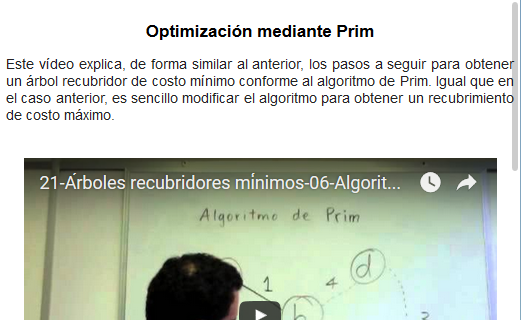 Optimización mediante Prim
Este vídeo explica, de forma similar al anterior, los pasos a seguir para obtener
un árbol recubridor de costo mínimo conforme al algoritmo de Prim. Igual que en
el caso anterior, es sencillo modificar el algoritmo para obtener un recubrimiento
de costo máximo.
21-Árboles recubridores mínimos-06-Algorit...
Algoritmo de Prim
d
1
4
b